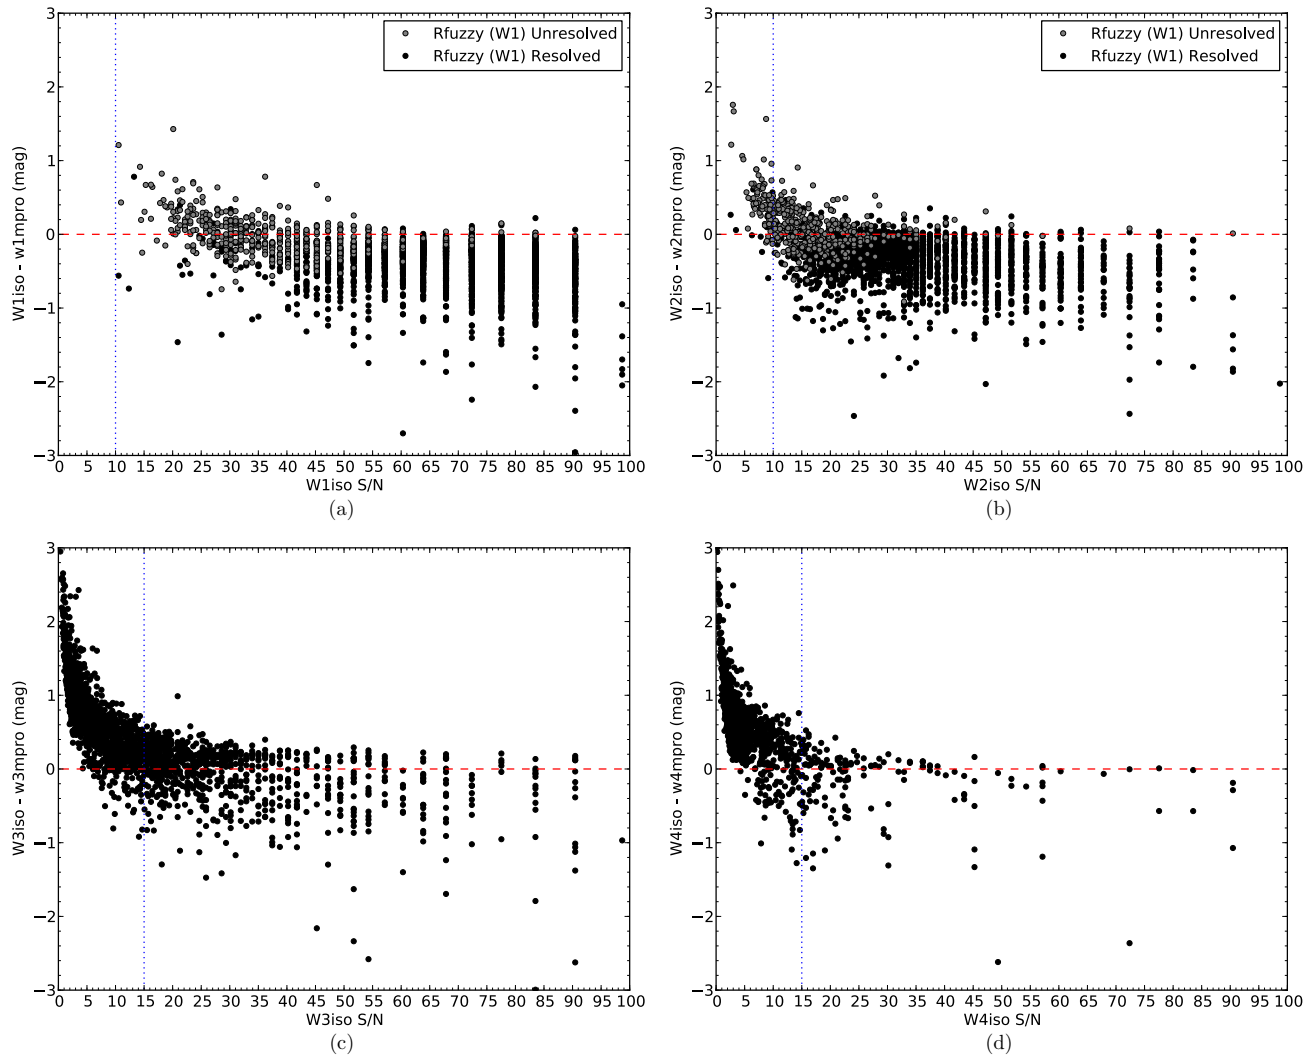 3
2
1
0
−1
−2
−3
W1iso - w1mpro (mag)
Rfuzzy (W1) Unresolved
Rfuzzy (W1) Resolved
0 5 10 15 20 25 30 35 40 45 50 55 60 65 70 75 80 85 90 95 100
W1iso S/N
(a)
3
2
1
0
−1
−2
−3
W2iso - w2mpro (mag)
Rfuzzy (W1) Unresolved
Rfuzzy (W1) Resolved
0 5 10 15 20 25 30 35 40 45 50 55 60 65 70 75 80 85 90 95 100
W2iso S/N
(b)
3
2
1
0
−1
−2
−3
W3iso - w3mpro (mag)
0 5 10 15 20 25 30 35 40 45 50 55 60 65 70 75 80 85 90 95 100
W3iso S/N
(c)
3
2
1
0
−1
−2
−3
W4iso - w4mpro (mag)
0 5 10 15 20 25 30 35 40 45 50 55 60 65 70 75 80 85 90 95 100
W4iso S/N
(d)